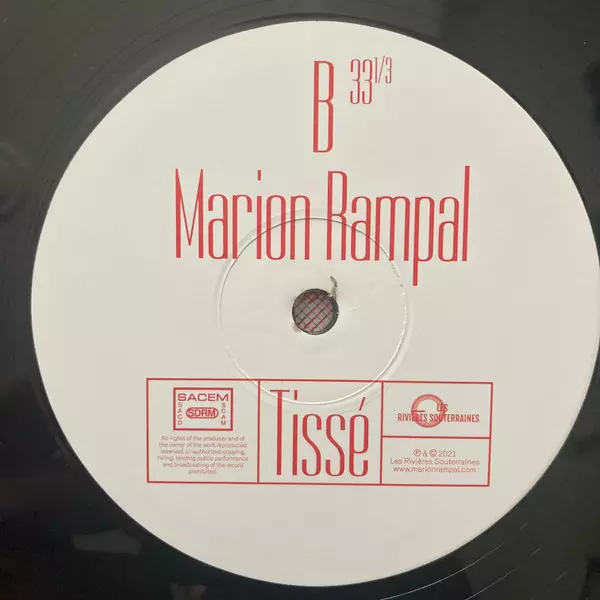 B 33 1/3
Marion Rampal
SACEM
SACD
SDRM
SCAM
All rights of the producer and of
the owner of the work reproduced
reserved. Unauthorized copying,
hiring, lending public performance
and broadcasting of the record
prohibited.
Tissé
LES
RIVIÈRES SOUTERRAINES
℗ & © 2021
Les Rivières Souterraines
www.marionrampal.com